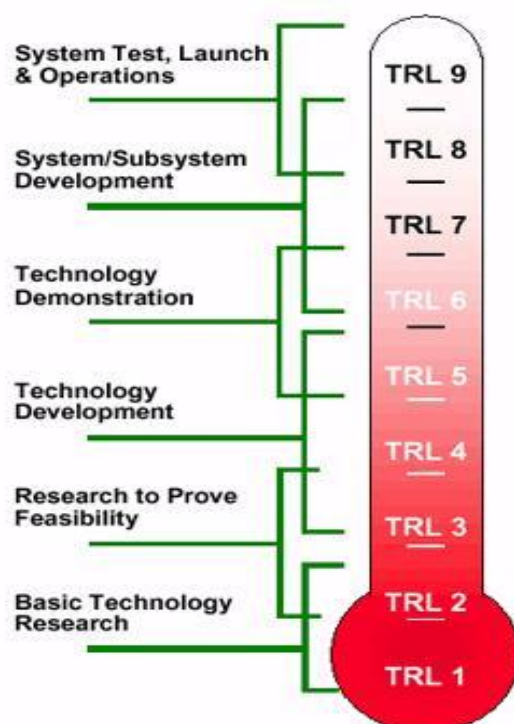 System Test, Launch
& Operations
System/Subsystem
Development
Technology
Demonstration
Technology
Development
Research to Prove
Feasibility
Basic Technology
Research
TRL 9
TRL 8
TRL 7
TRL 6
TRL 5
TRL 4
TRL 3
TRL 2
TRL 1